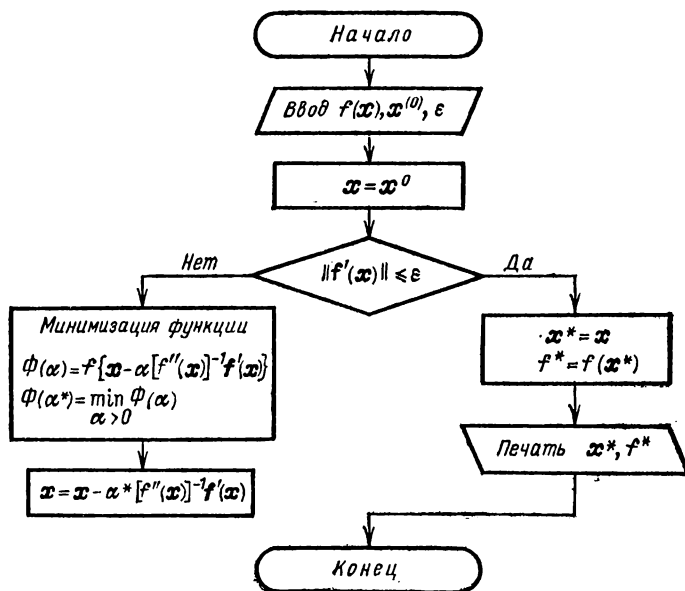 Начало
Ввод f(x), x⁽⁰⁾, ε
x = x⁰
‖f'(x)‖ ⩽ ε
Нет
Да
Минимизация функции
Φ(α)=f{x-α[f''(x)]⁻¹f'(x)}
Φ(α*)=min Φ(α)
α>0
x = x - α*[f''(x)]⁻¹f'(x)
x* = x
f* = f(x*)
Печать x*, f*
Конец